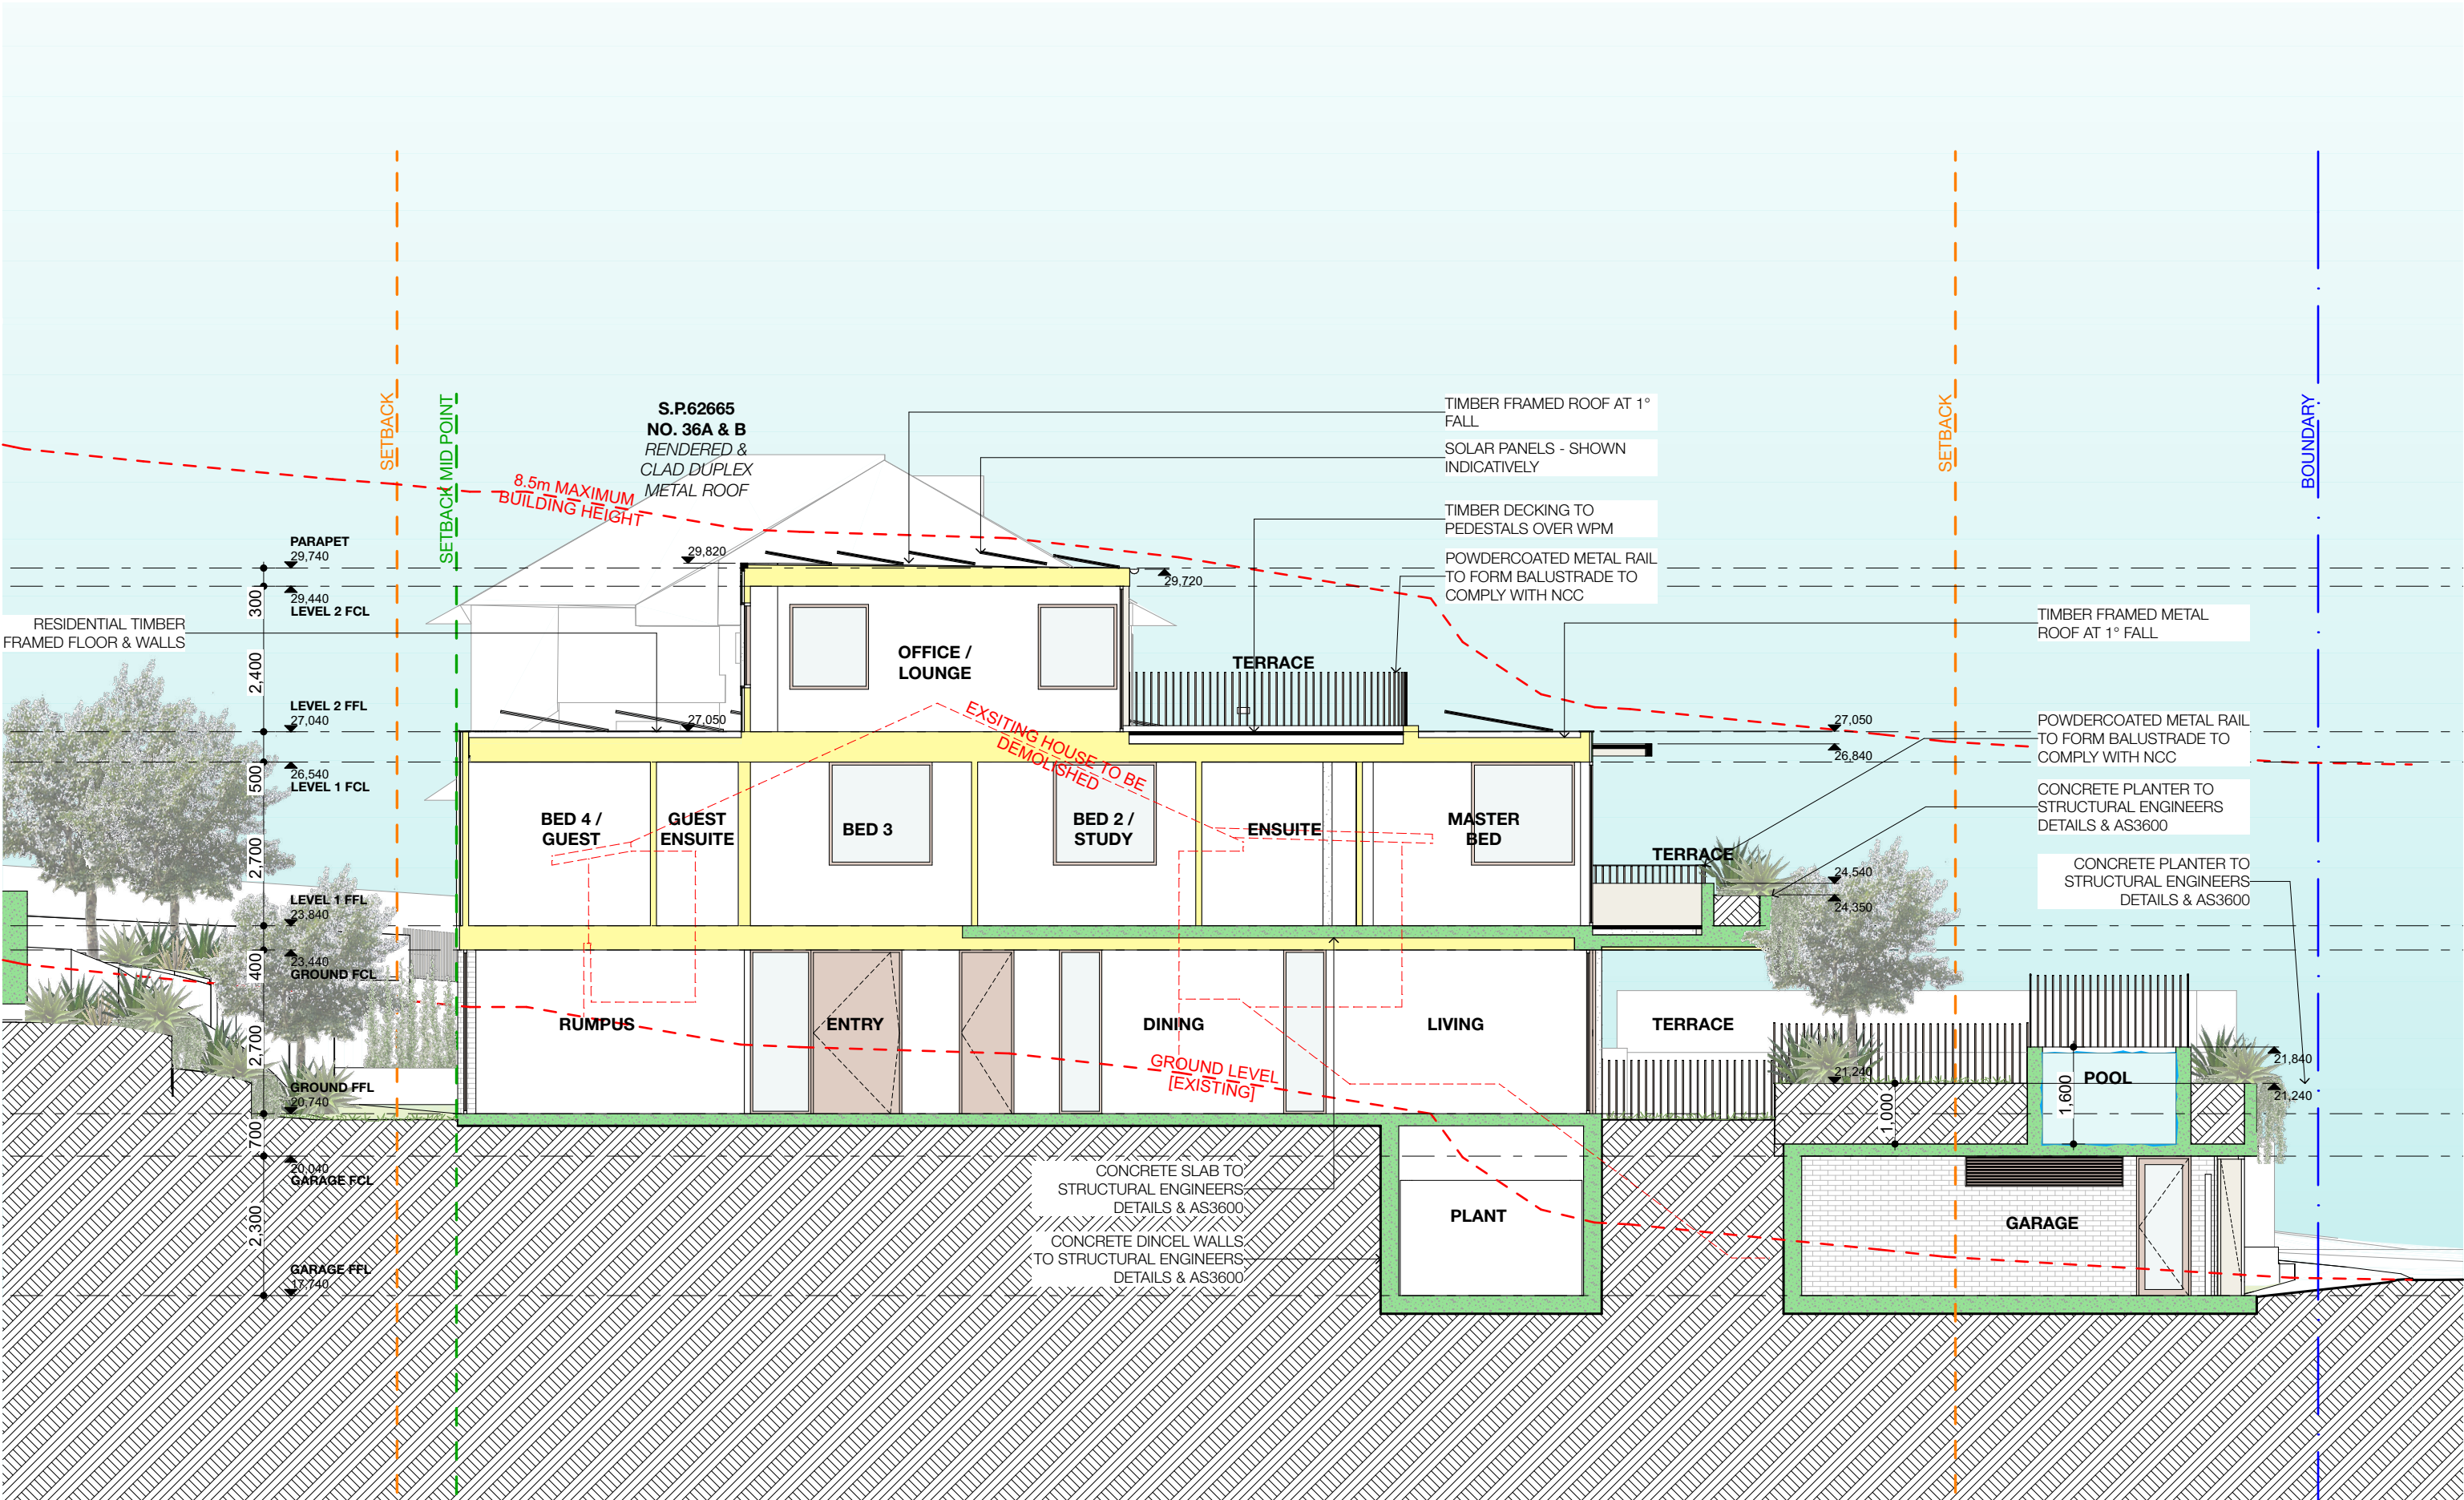 SETBACK
SETBACK MID POINT
S.P.62665
NO. 36A & B
RENDERED &
CLAD DUPLEX
METAL ROOF
8.5m MAXIMUM
BUILDING HEIGHT
TIMBER FRAMED ROOF AT 1°
FALL
SOLAR PANELS - SHOWN
INDICATIVELY
TIMBER DECKING TO
PEDESTALS OVER WPM
POWDERCOATED METAL RAIL
TO FORM BALUSTRADE TO
COMPLY WITH NCC
SETBACK
BOUNDARY
PARAPET
29,740
300
29,440
LEVEL 2 FCL
29,820
29,720
RESIDENTIAL TIMBER
FRAMED FLOOR & WALLS
2,400
OFFICE /
LOUNGE
TERRACE
TIMBER FRAMED METAL
ROOF AT 1° FALL
LEVEL 2 FFL
27,040
27,050
EXSITING HOUSE TO BE
DEMOLISHED
27,050
26,840
POWDERCOATED METAL RAIL
TO FORM BALUSTRADE TO
COMPLY WITH NCC
500
26,540
LEVEL 1 FCL
CONCRETE PLANTER TO
STRUCTURAL ENGINEERS
DETAILS & AS3600
2,700
BED 4 /
GUEST
GUEST
ENSUITE
BED 3
BED 2 /
STUDY
ENSUITE
MASTER
BED
TERRACE
24,540
24,350
CONCRETE PLANTER TO
STRUCTURAL ENGINEERS
DETAILS & AS3600
LEVEL 1 FFL
23,840
400
23,440
GROUND FCL
2,700
RUMPUS
ENTRY
DINING
LIVING
TERRACE
GROUND LEVEL
[EXISTING]
21,240
1,000
1,600
POOL
21,840
21,240
GROUND FFL
20,740
700
20,040
GARAGE FCL
2,300
CONCRETE SLAB TO
STRUCTURAL ENGINEERS
DETAILS & AS3600
CONCRETE DINCEL WALLS
TO STRUCTURAL ENGINEERS
DETAILS & AS3600
PLANT
GARAGE
GARAGE FFL
17,740